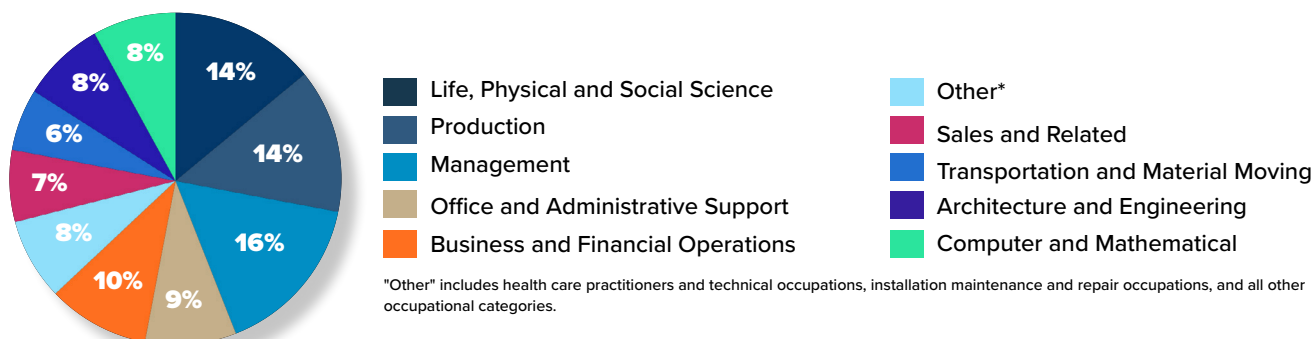 8%
14%
8%
6%
14%
7%
8%
16%
10%
9%
Life, Physical and Social Science
Production
Management
Office and Administrative Support
Business and Financial Operations
Other*
Sales and Related
Transportation and Material Moving
Architecture and Engineering
Computer and Mathematical
"Other" includes health care practitioners and technical occupations, installation maintenance and repair occupations, and all other
occupational categories.